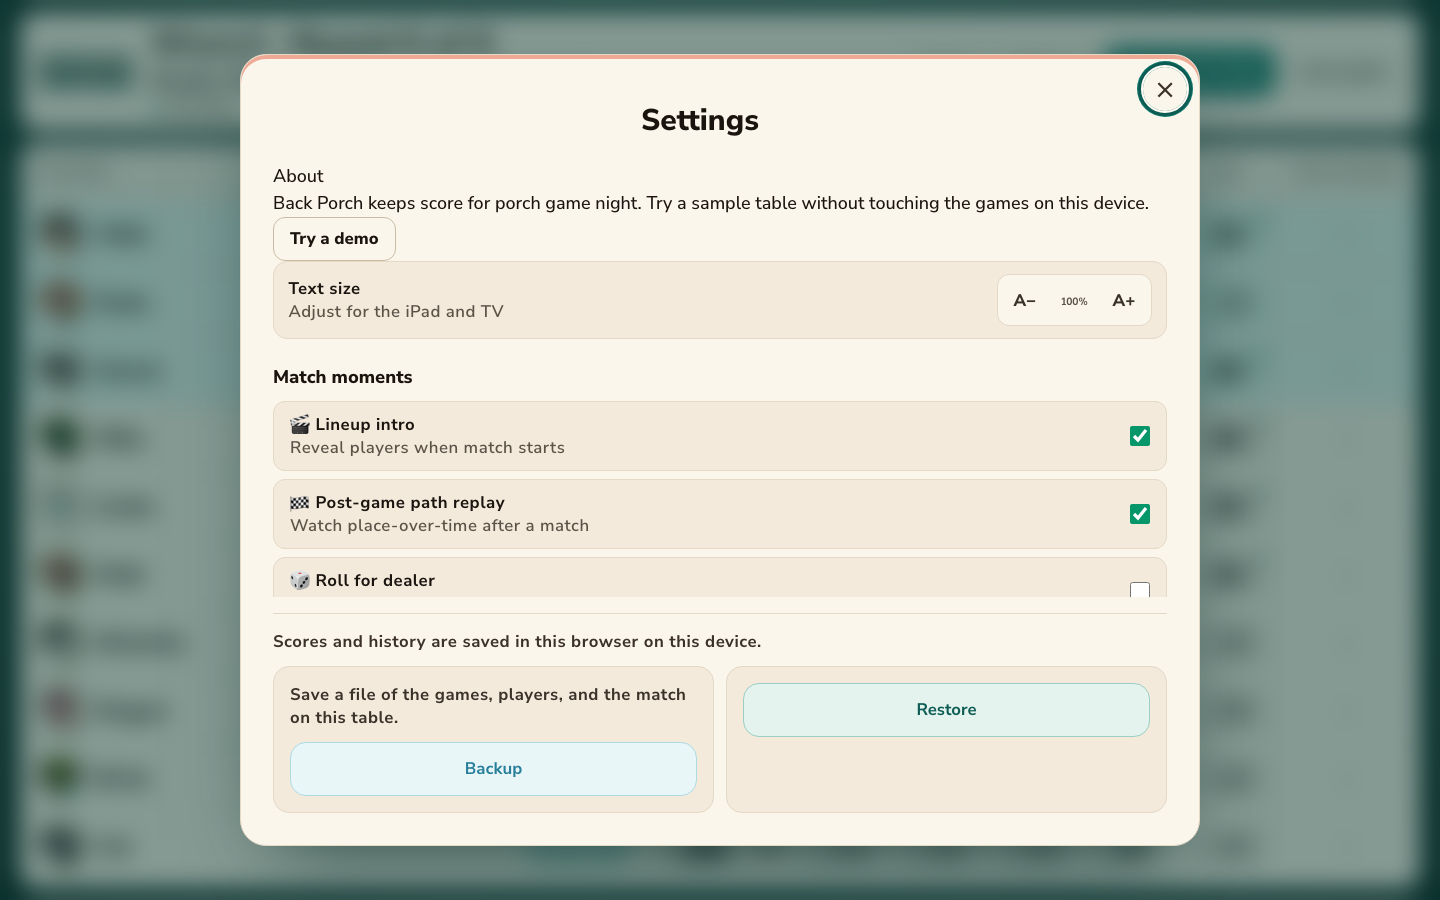 Settings
About
Back Porch keeps score for porch game night. Try a sample table without touching the games on this device.
Try a demo
Text size
Adjust for the iPad and TV
A− 100% A+
Match moments
🎬 Lineup intro
Reveal players when match starts
🏁 Post-game path replay
Watch place-over-time after a match
🎲 Roll for dealer
Scores and history are saved in this browser on this device.
Save a file of the games, players, and the match
on this table.
Backup
Restore